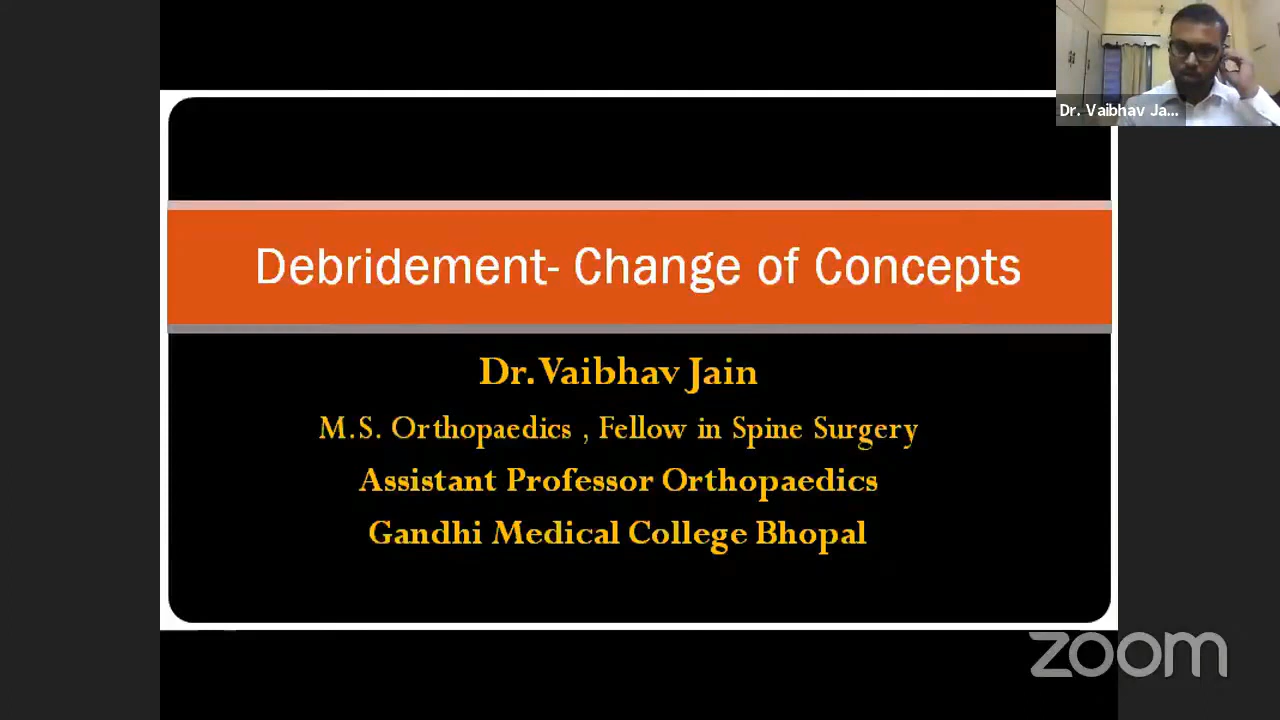 Dr. Vaibhav Ja...
Debridement- Change of Concepts
Dr. Vaibhav Jain
M.S. Orthopaedics , Fellow in Spine Surgery
Assistant Professor Orthopaedics
Gandhi Medical College Bhopal
zoom